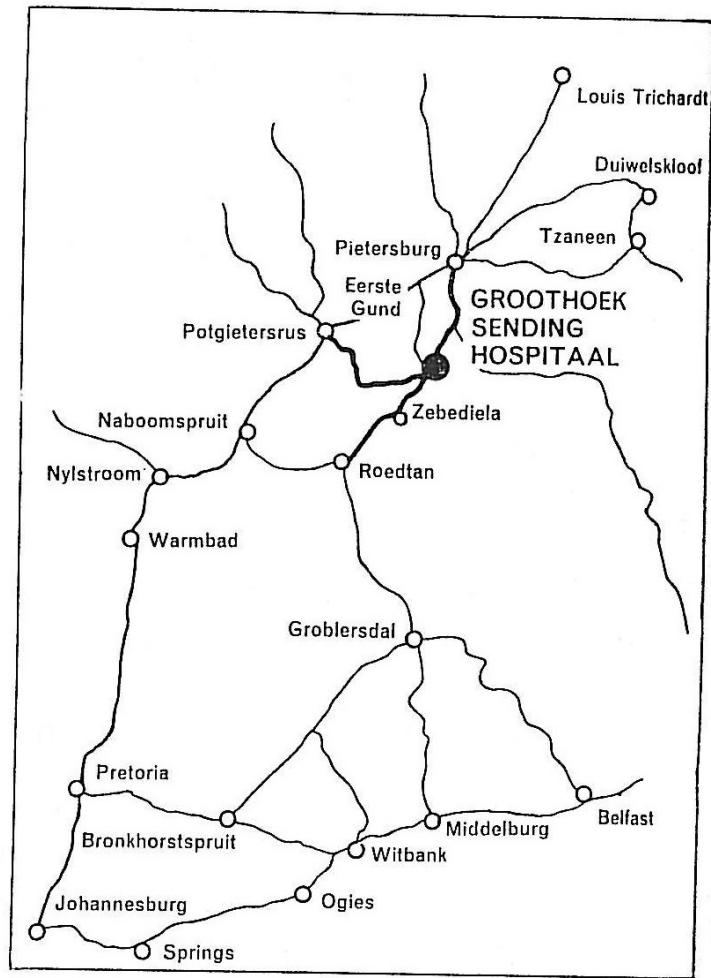 Louis Trichardt
Duiwelskloof
Tzaneen
Pietersburg
Eerste
Gund
GROOTHOEK
SENDING
HOSPITAAL
Potgietersrus
Zebediela
Naboomspruit
Roedtan
Nylstroom
Warmbad
Groblersdal
Pretoria
Bronkhorstspruit
Middelburg
Belfast
Witbank
Ogies
Johannesburg
Springs